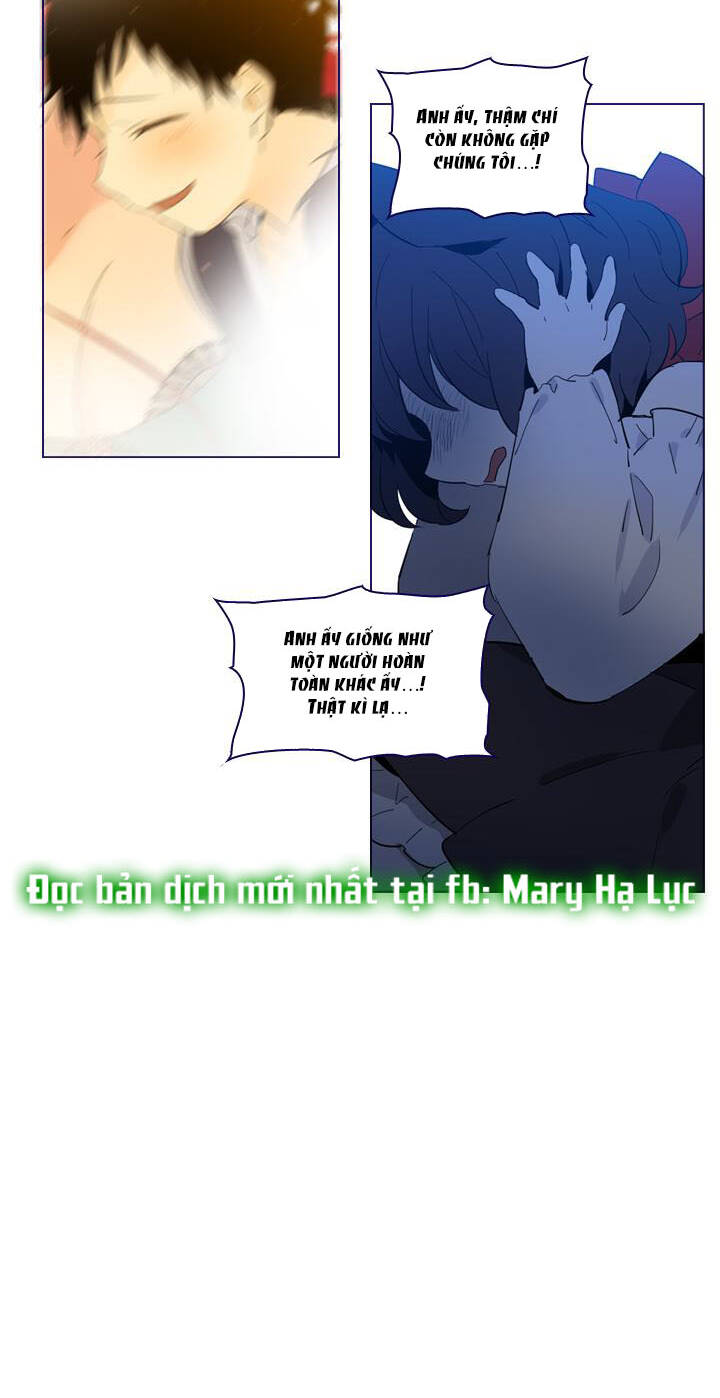 ANH ẤY, THẬM CHÍ
CÒN KHÔNG GẶP
CHÚNG TÔI...!
ANH ẤY GIỐNG NHƯ
MỘT NGƯỜI HOÀN
TOÀN KHÁC ẤY...!
THẬT KÌ LẠ...
Đọc bản dịch mới nhất tại fb: Mary Hạ Lục